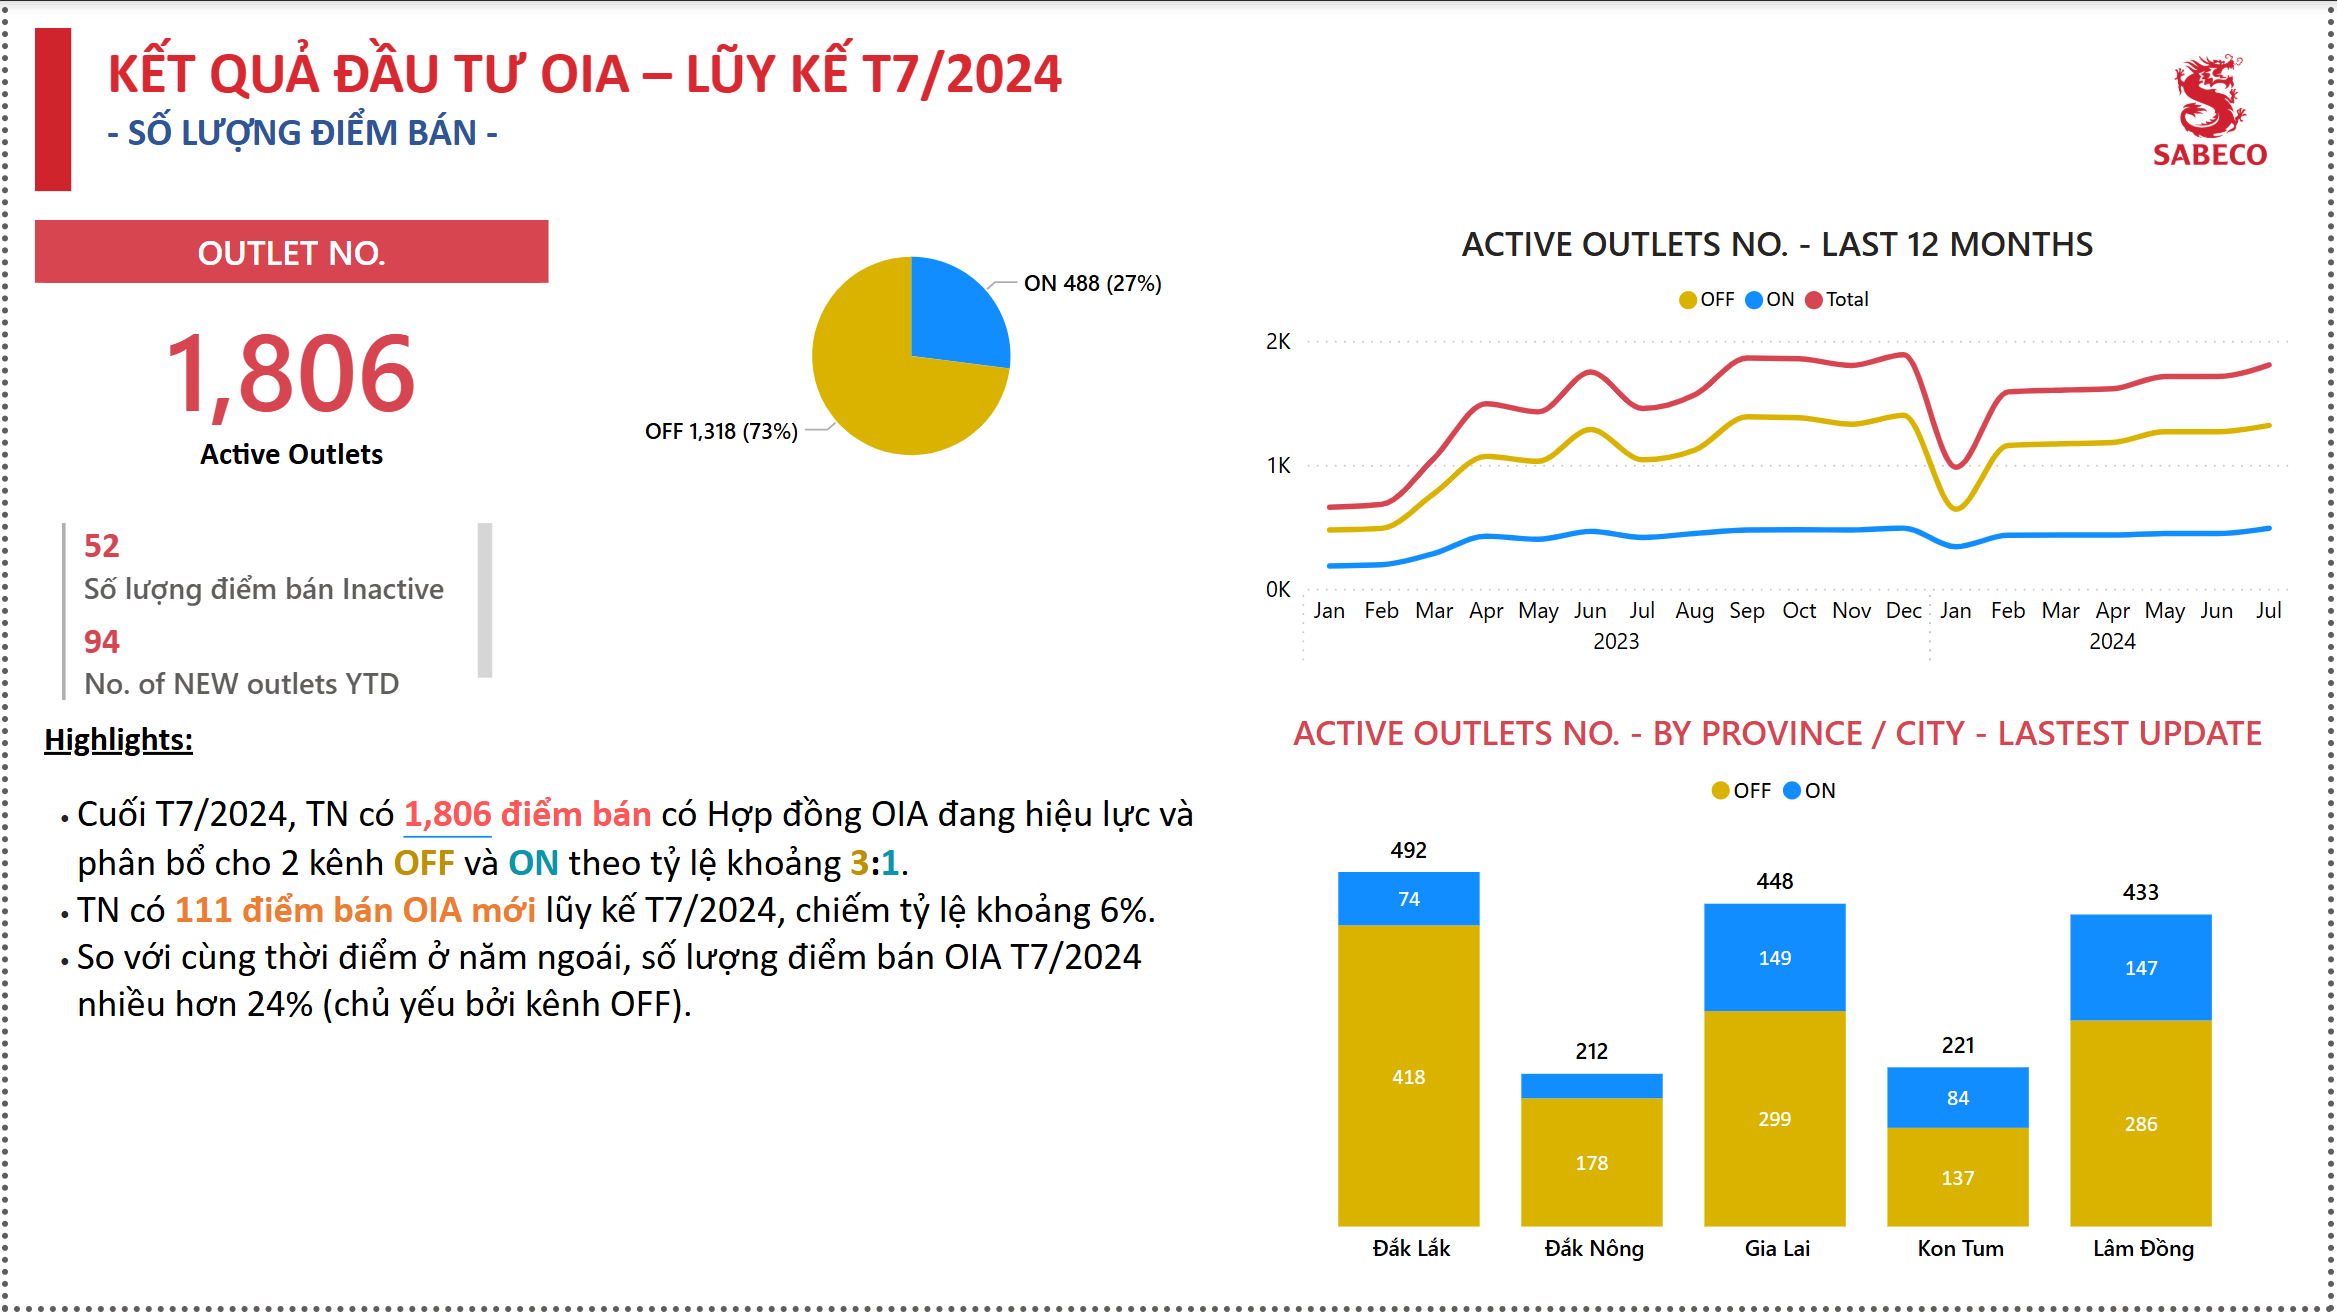 KẾT QUẢ ĐẦU TƯ OIA – LŨY KẾ T7/2024
- SỐ LƯỢNG ĐIỂM BÁN -
SABECO
OUTLET NO.
1,806
Active Outlets
52
Số lượng điểm bán Inactive
94
No. of NEW outlets YTD
ON 488 (27%)
OFF 1,318 (73%)
ACTIVE OUTLETS NO. - LAST 12 MONTHS
OFF ON Total
2K
1K
0K
Jan Feb Mar Apr May Jun Jul Aug Sep Oct Nov Dec Jan Feb Mar Apr May Jun Jul
2023 2024
Highlights:
• Cuối T7/2024, TN có 1,806 điểm bán có Hợp đồng OIA đang hiệu lực và
phân bổ cho 2 kênh OFF và ON theo tỷ lệ khoảng 3:1.
• TN có 111 điểm bán OIA mới lũy kế T7/2024, chiếm tỷ lệ khoảng 6%.
• So với cùng thời điểm ở năm ngoái, số lượng điểm bán OIA T7/2024
nhiều hơn 24% (chủ yếu bởi kênh OFF).
ACTIVE OUTLETS NO. - BY PROVINCE / CITY - LASTEST UPDATE
OFF ON
492
74
418
212
178
448
149
299
221
84
137
433
147
286
Đắk Lắk Đắk Nông Gia Lai Kon Tum Lâm Đồng